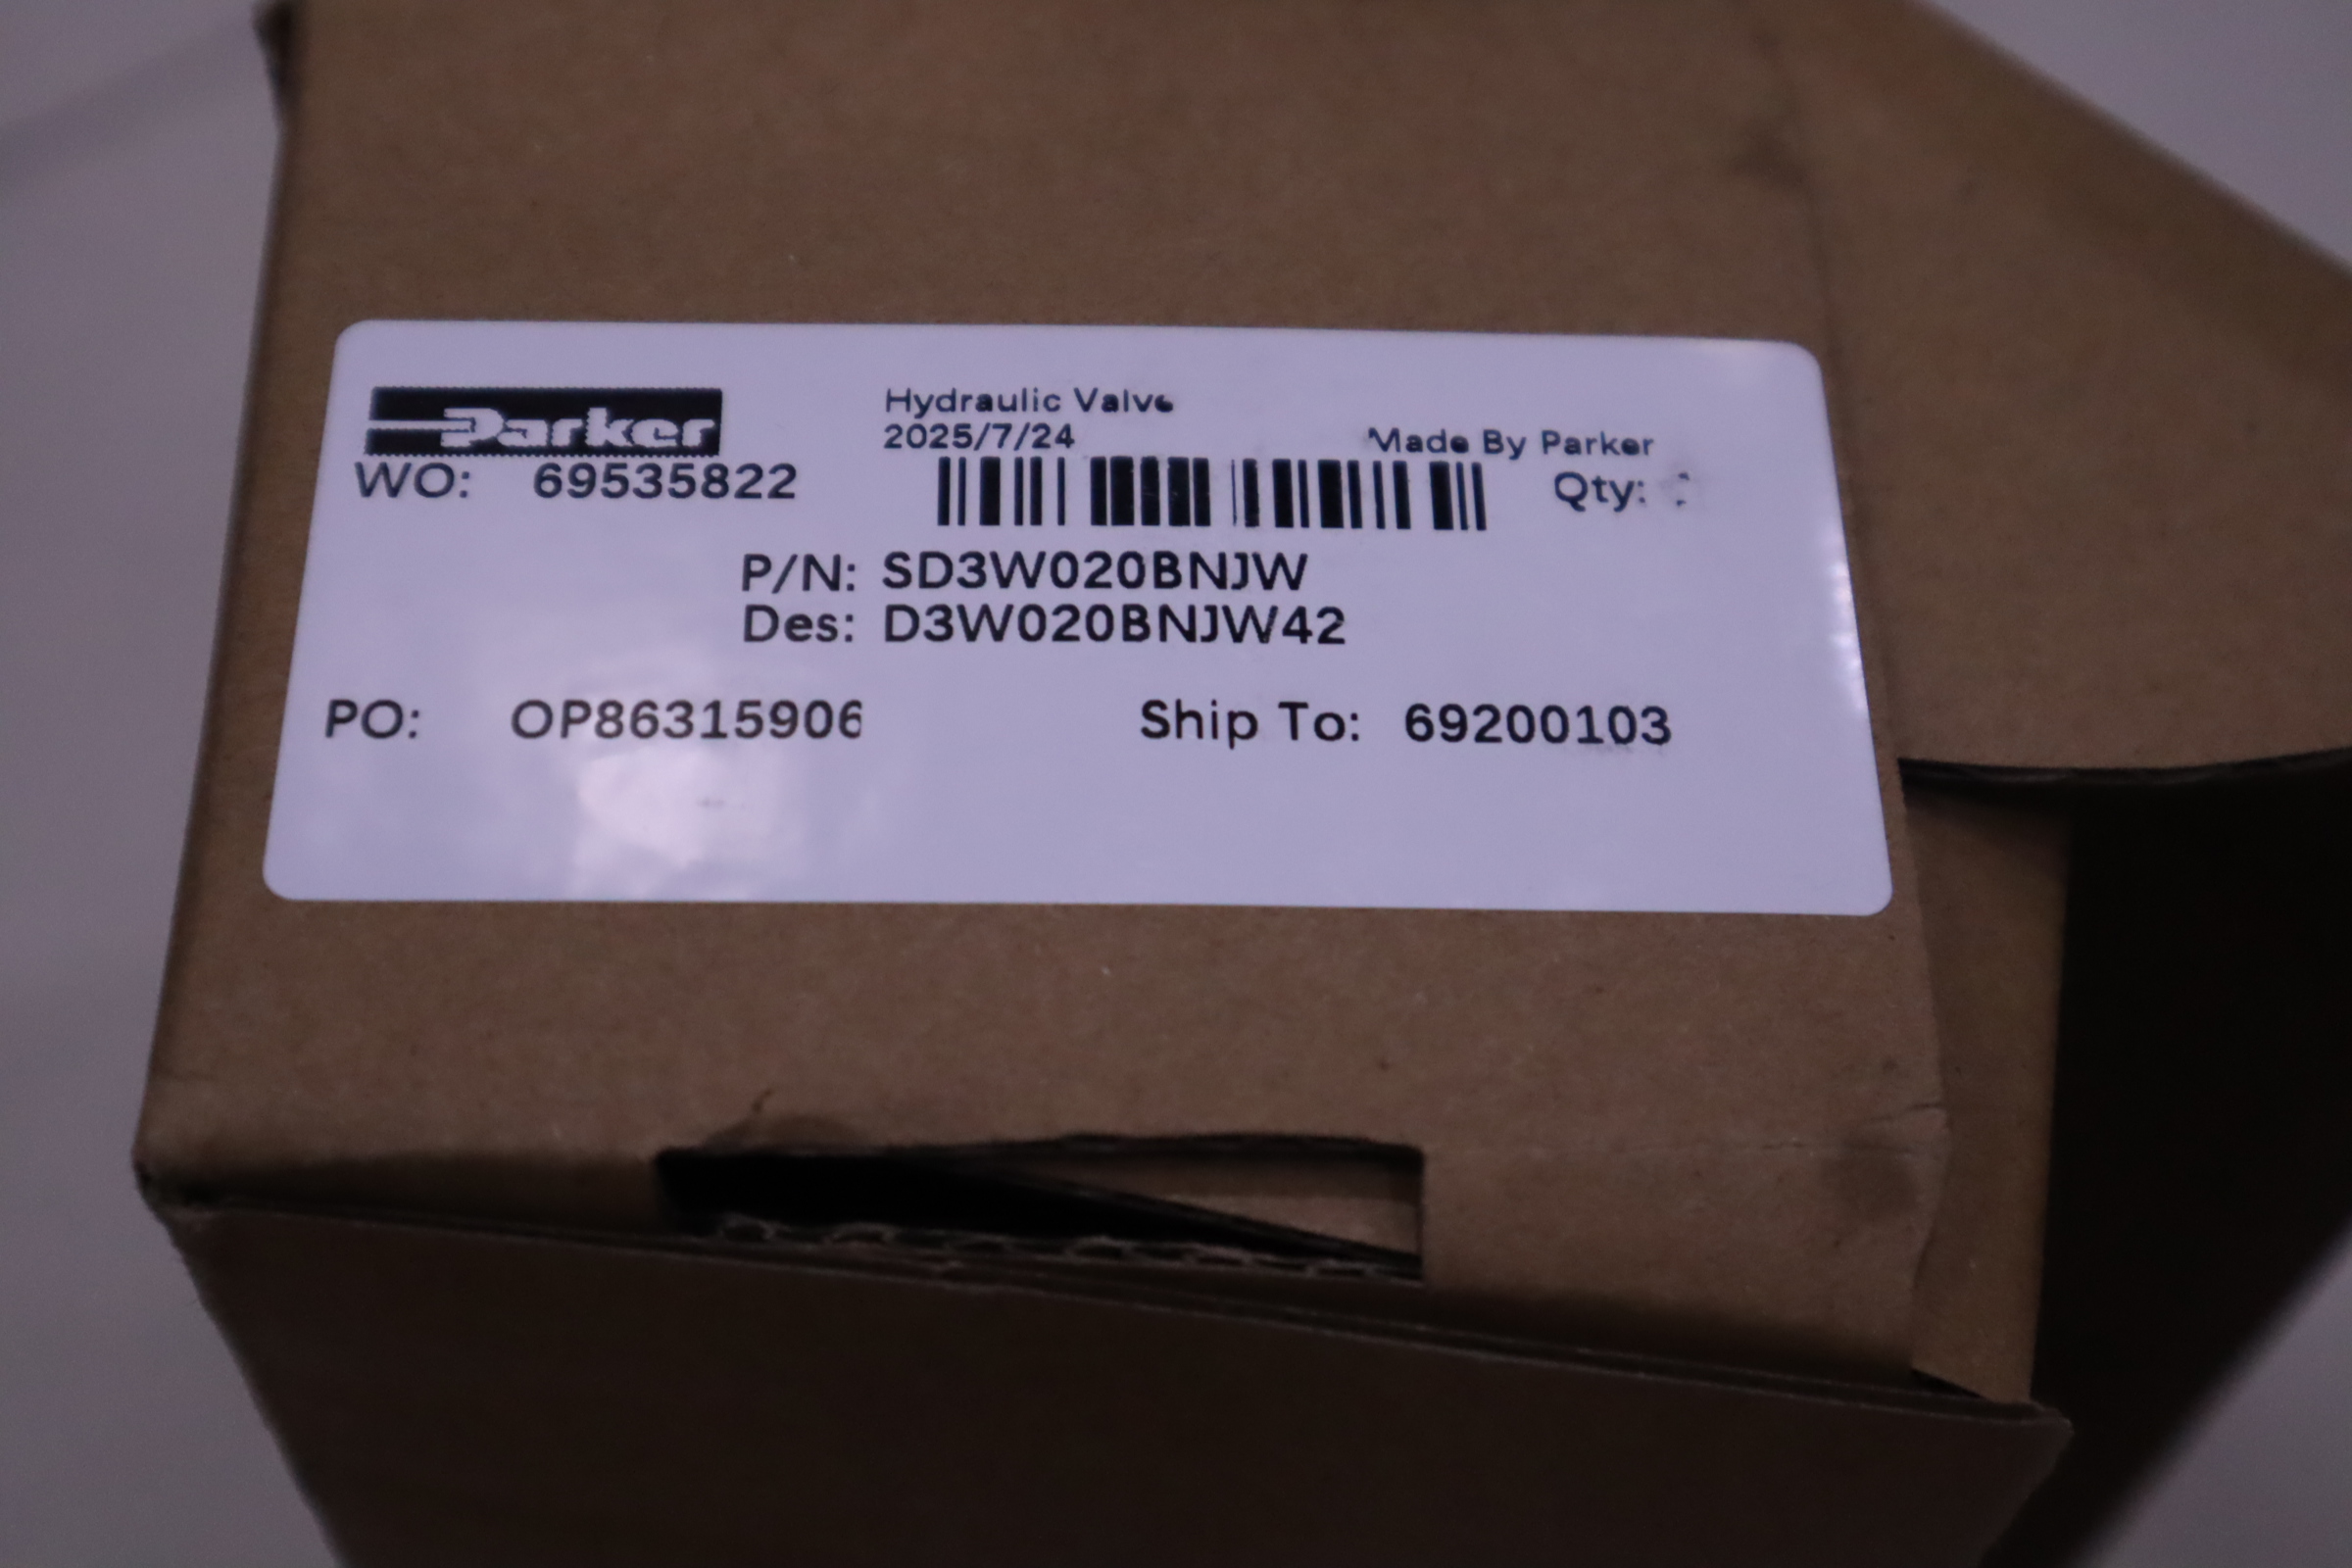 Parker
Hydraulic Valve
2025/7/24
Made By Parker
WO: 69535822
Qty:
P/N: SD3W020BNJW
Des: D3W020BNJW42
PO: OP86315906
Ship To: 69200103